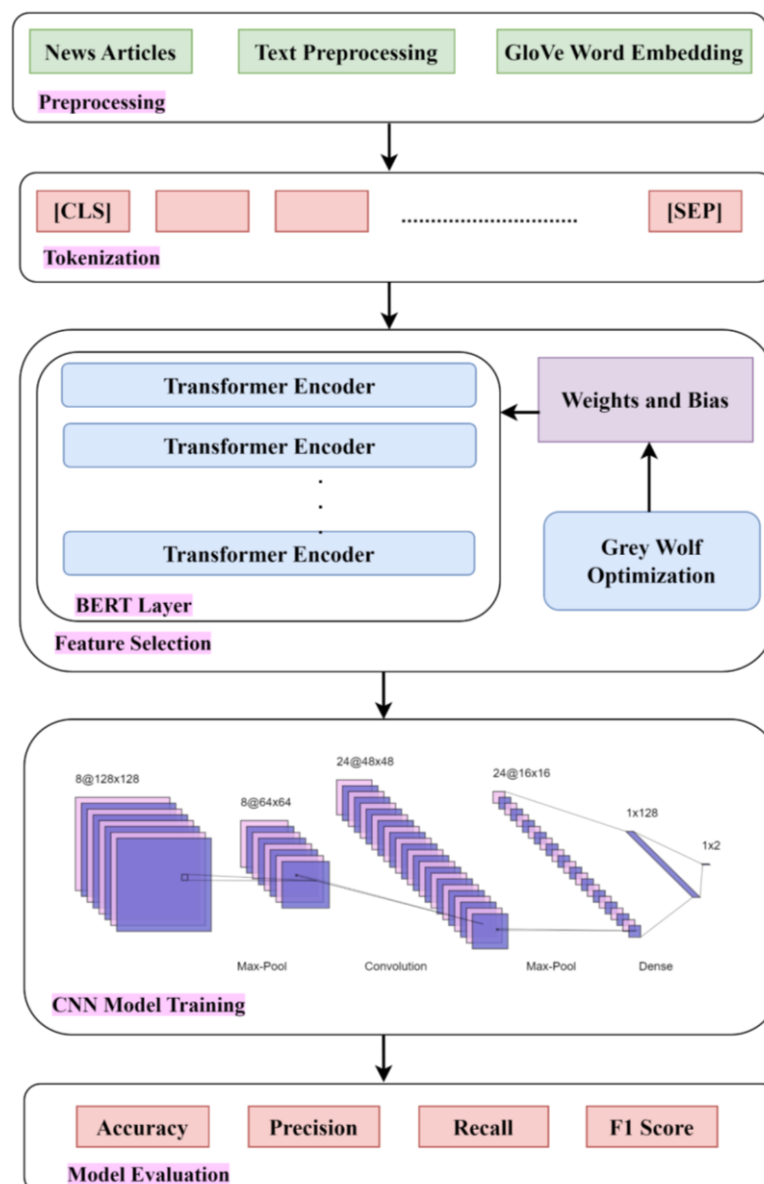 News Articles
Text Preprocessing
GloVe Word Embedding
Preprocessing
[CLS]
[SEP]
Tokenization
Transformer Encoder
Transformer Encoder
Transformer Encoder
BERT Layer
Weights and Bias
Grey Wolf
Optimization
Feature Selection
8@128x128
8@64x64
24@48x48
24@16x16
1x128
1x2
Max-Pool
Convolution
Max-Pool
Dense
CNN Model Training
Accuracy
Precision
Recall
F1 Score
Model Evaluation